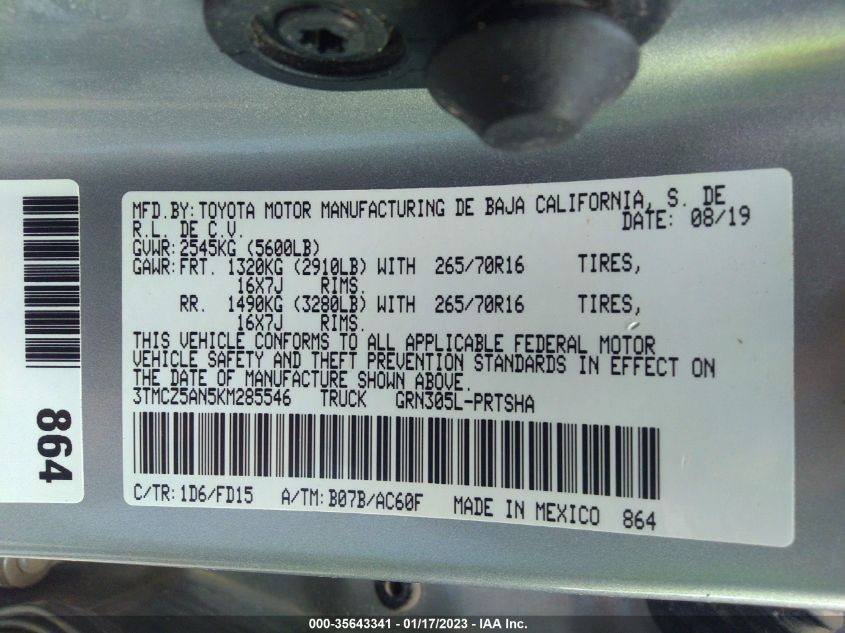 MFD.BY:TOYOTA MOTOR MANUFACTURING DE BAJA CALIFORNIA, S. DE
R.L. DE C.V. DATE: 08/19
GVWR:2545KG (5600LB)
GAWR:FRT. 1320KG (2910LB) WITH 265/70R16 TIRES,
16X7J RIMS.
RR. 1490KG (3280LB) WITH 265/70R16 TIRES,
16X7J RIMS.
THIS VEHICLE CONFORMS TO ALL APPLICABLE FEDERAL MOTOR
VEHICLE SAFETY AND THEFT PREVENTION STANDARDS IN EFFECT ON
THE DATE OF MANUFACTURE SHOWN ABOVE.
3TMCZ5AN5KM285546 TRUCK GRN305L-PRTSHA
C/TR:1D6/FD15 A/TM:B07B/AC60F MADE IN MEXICO 864
864
000-35643341 / 01/17/2023 - IAA Inc.